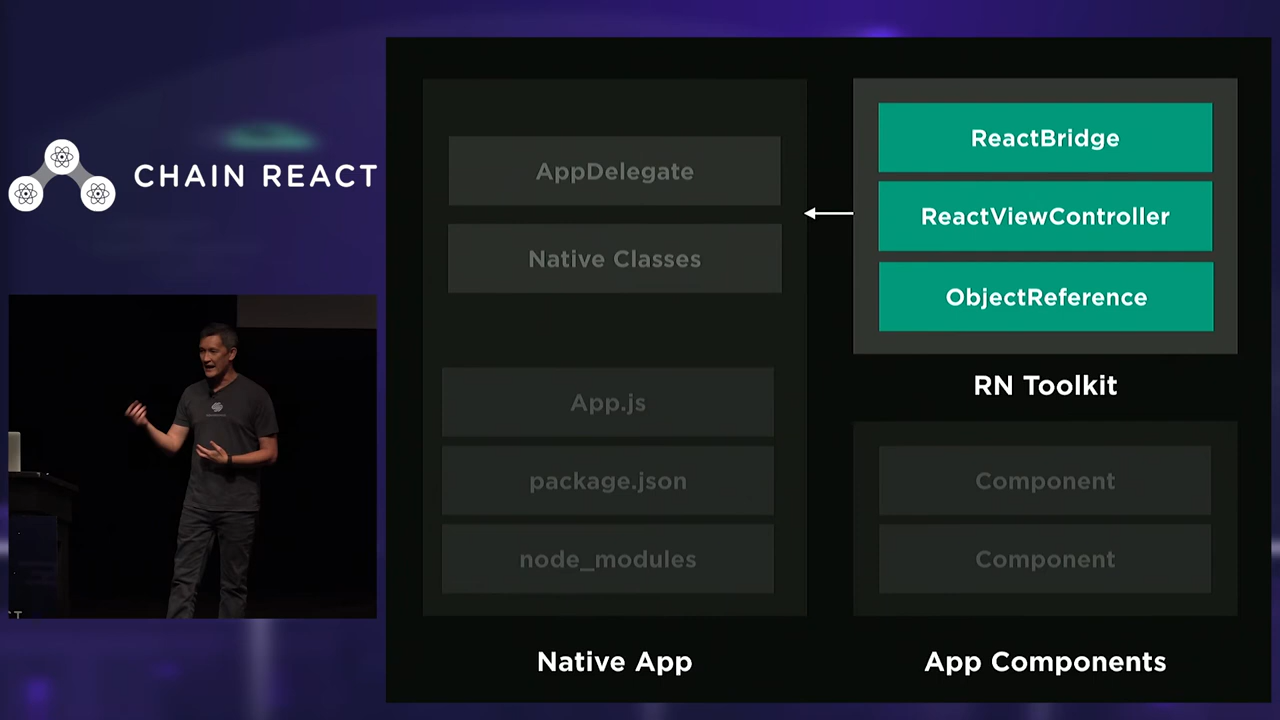 CHAIN REACT
AppDelegate
Native Classes
App.js
package.json
node_modules
Native App
ReactBridge
ReactViewController
ObjectReference
RN Toolkit
Component
Component
App Components
CT